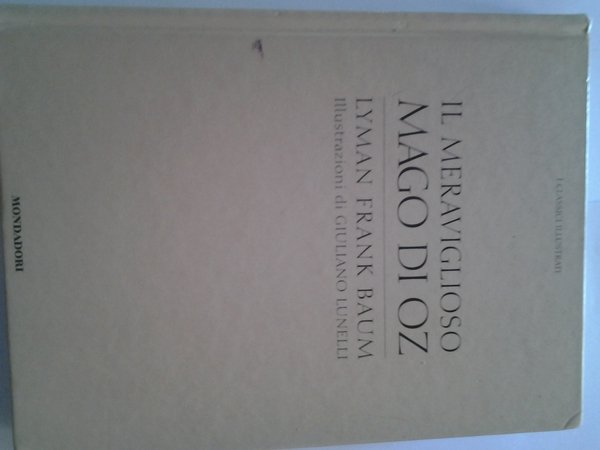 I CLASSICI ILLUSTRATI
IL MERAVIGLIOSO
MAGO DI OZ
LYMAN FRANK BAUM
Illustrazioni di GIULIANO LUNELLI
MONDADORI